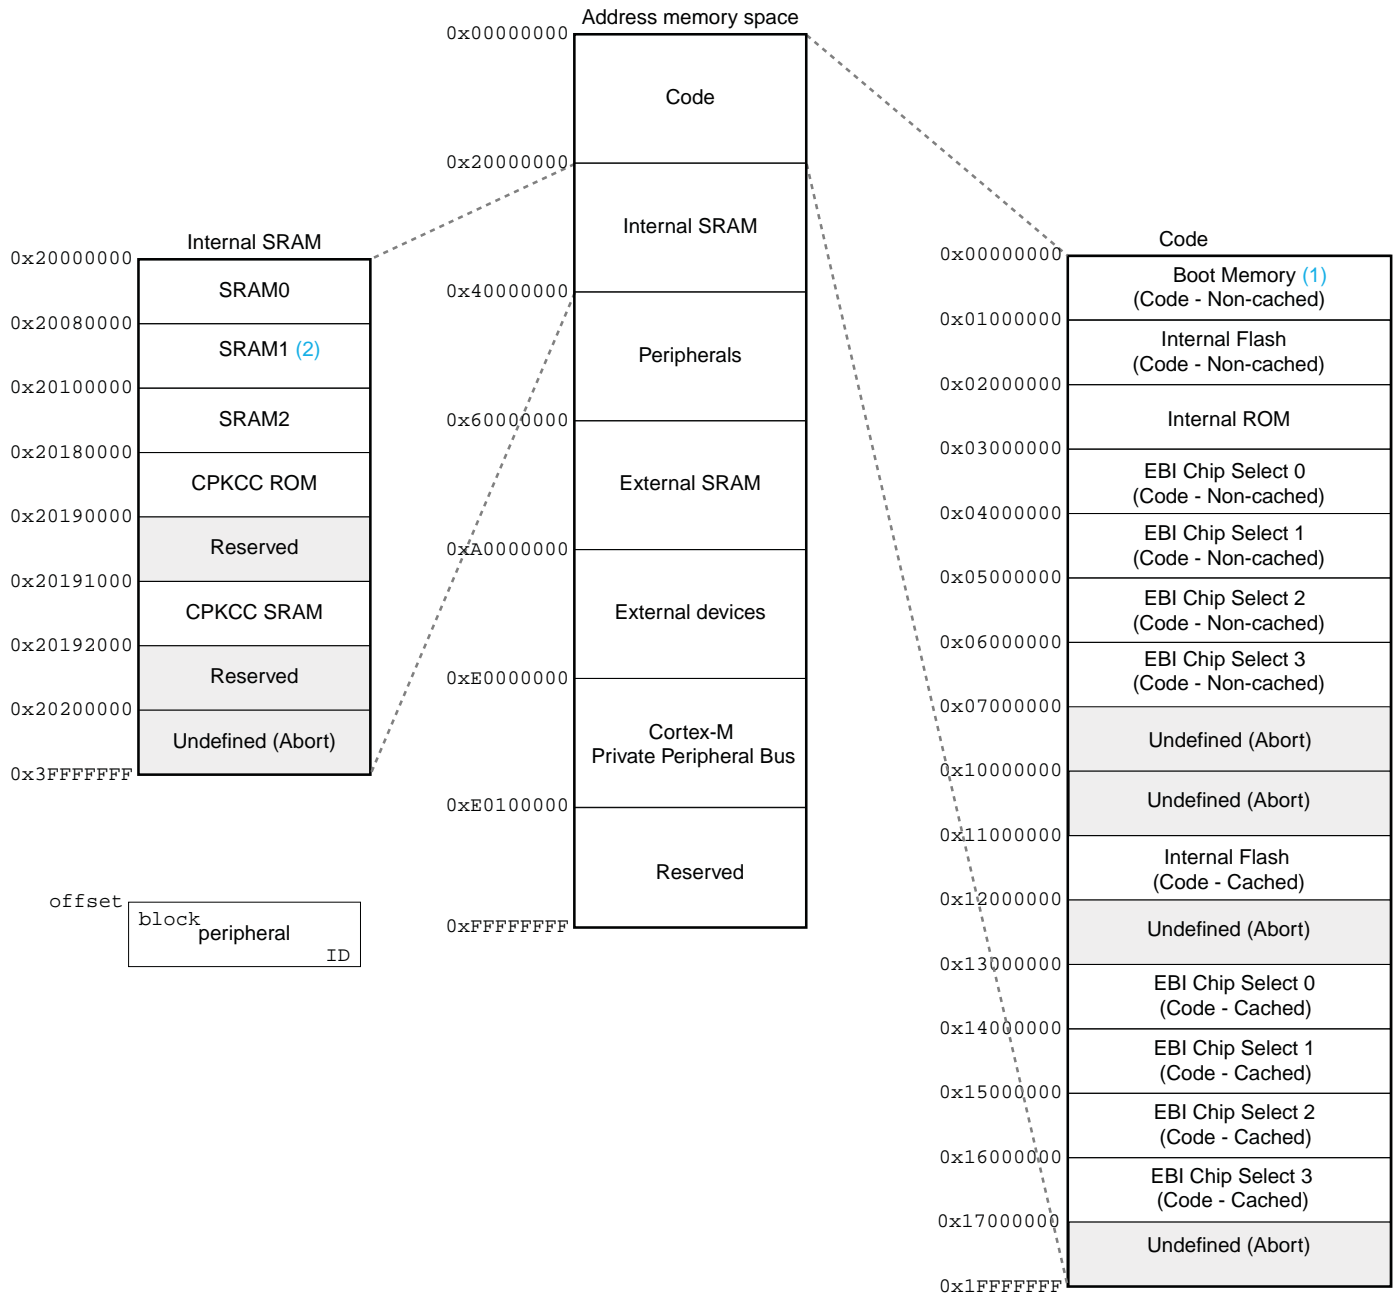 Address memory space
0x00000000
Code
0x20000000
Internal SRAM
0x40000000
Peripherals
0x60000000
External SRAM
0xA0000000
External devices
0xE0000000
Cortex-M
Private Peripheral Bus
0xE0100000
Reserved
0xFFFFFFFF
Internal SRAM
0x20000000
SRAM0
0x20080000
SRAM1 (2)
0x20100000
SRAM2
0x20180000
CPKCC ROM
0x20190000
Reserved
0x20191000
CPKCC SRAM
0x20192000
Reserved
0x20200000
Undefined (Abort)
0x3FFFFFFF
offset
block
peripheral
ID
Code
0x00000000
Boot Memory (1)
(Code - Non-cached)
0x01000000
Internal Flash
(Code - Non-cached)
0x02000000
Internal ROM
0x03000000
EBI Chip Select 0
(Code - Non-cached)
0x04000000
EBI Chip Select 1
(Code - Non-cached)
0x05000000
EBI Chip Select 2
(Code - Non-cached)
0x06000000
EBI Chip Select 3
(Code - Non-cached)
0x07000000
Undefined (Abort)
0x10000000
Undefined (Abort)
0x11000000
Internal Flash
(Code - Cached)
0x12000000
Undefined (Abort)
0x13000000
EBI Chip Select 0
(Code - Cached)
0x14000000
EBI Chip Select 1
(Code - Cached)
0x15000000
EBI Chip Select 2
(Code - Cached)
0x16000000
EBI Chip Select 3
(Code - Cached)
0x17000000
Undefined (Abort)
0x1FFFFFFF